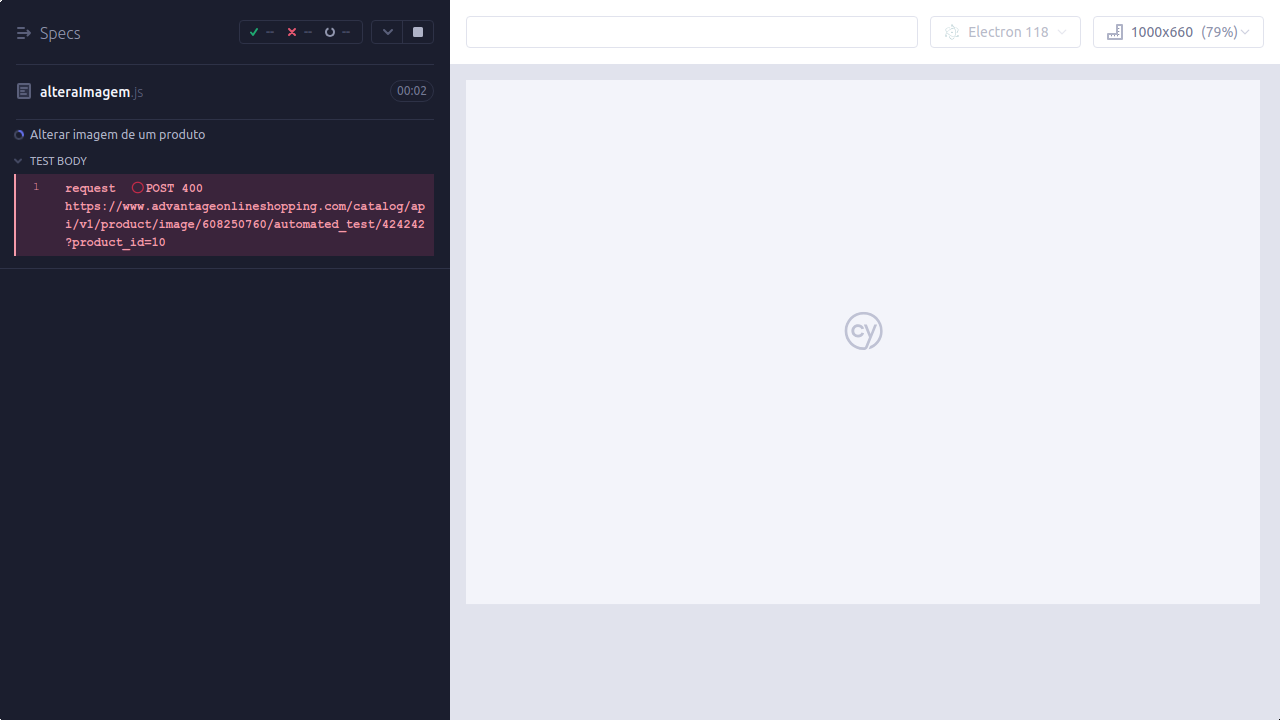 Specs
-- -- --
Electron 118
1000x660 (79%)
alteraImagem.js
00:02
Alterar imagem de um produto
TEST BODY
1 request POST 400
https://www.advantageonlineshopping.com/catalog/ap
i/v1/product/image/608250760/automated_test/424242
?product_id=10
cy